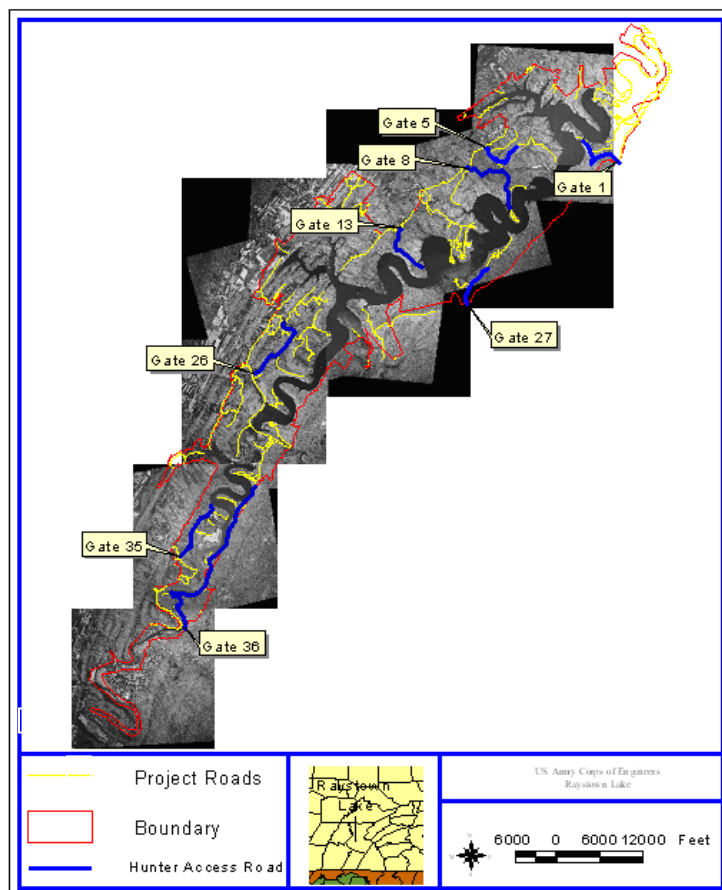 Gate 5
Gate 8
Gate 1
Gate 13
Gate 27
Gate 26
Gate 35
Gate 36
Project Roads
Boundary
Hunter Access Road
Raystown
Lake
US Army Corps of Engineers
Raystown Lake
6000 0 6000 12000 Feet